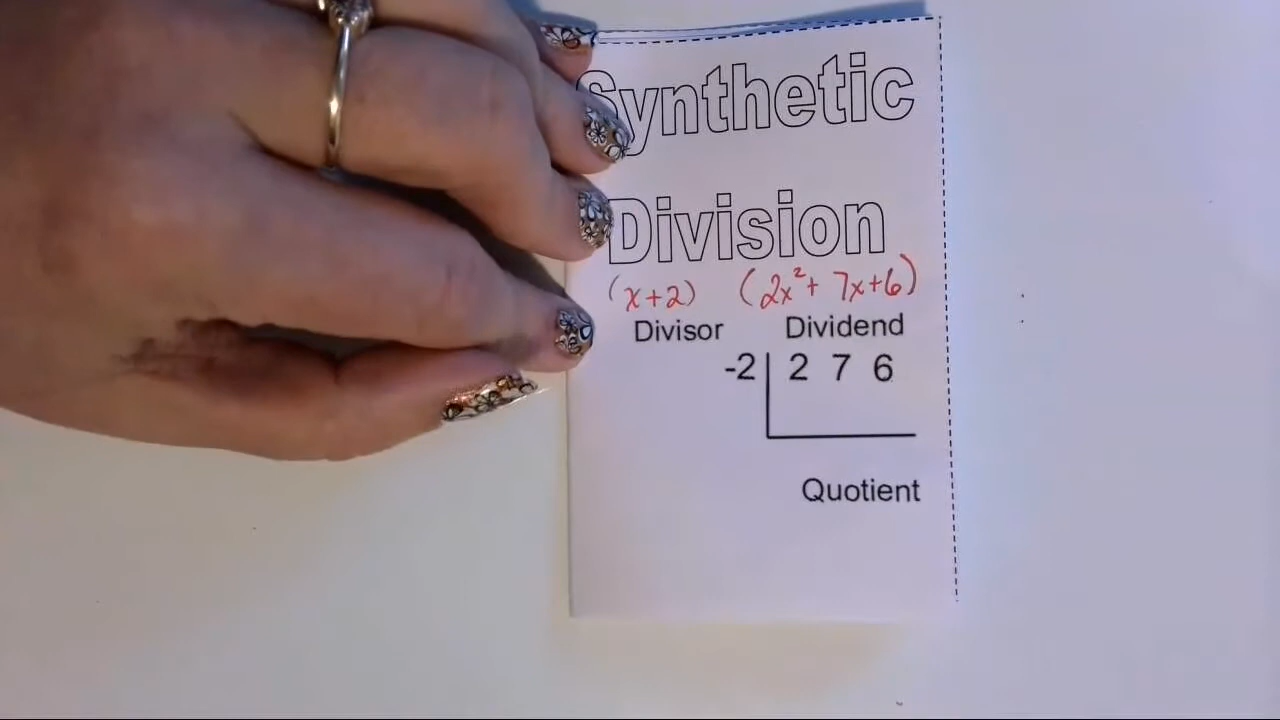 Synthetic
Division
(x+2) (2x²+ 7x+6)
Divisor Dividend
-2 2 7 6
Quotient